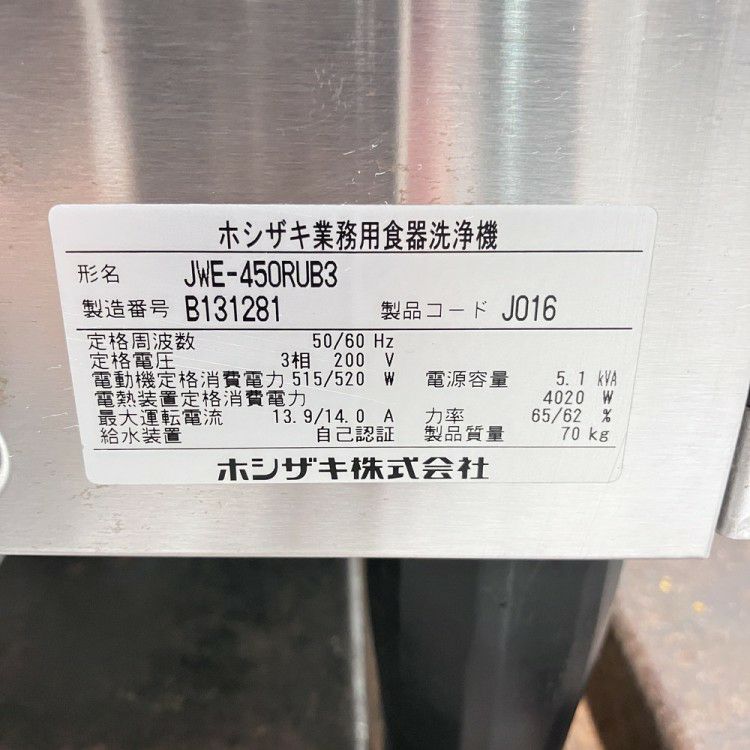 ホシザキ業務用食器洗浄機
形名 JWE-450RUB3
製造番号 B131281 製品コード J016
定格周波数 50/60 Hz
定格電圧 3相 200 V
電動機定格消費電力 515/520 W 電源容量 5.1 kVA
電熱装置定格消費電力 4020 W
最大運転電流 13.9/14.0 A 力率 65/62 %
給水装置 自己認証 製品質量 70 kg
ホシザキ株式会社